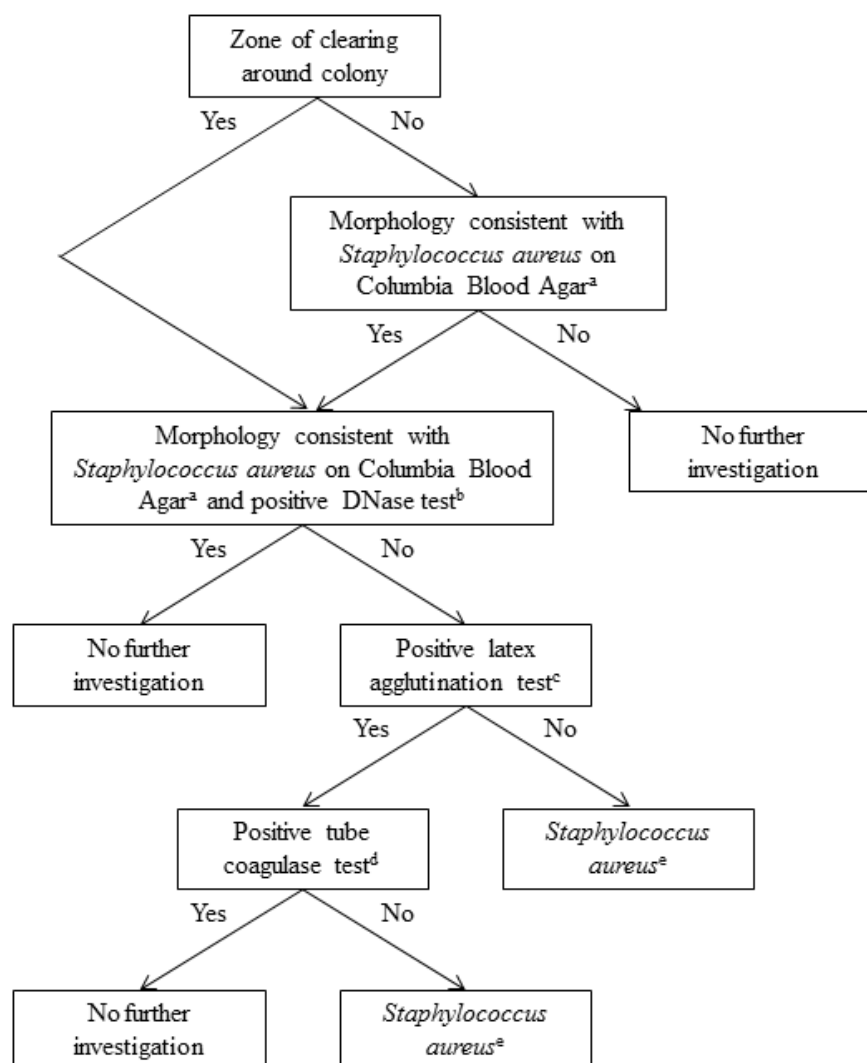 Zone of clearing
around colony
Yes
No
Morphology consistent with
Staphylococcus aureus on
Columbia Blood Agarᵃ
Yes
No
Morphology consistent with
Staphylococcus aureus on Columbia Blood
Agarᵃ and positive DNase testᵇ
No further
investigation
Yes
No
No further
investigation
Positive latex
agglutination testᶜ
Yes
No
Positive tube
coagulase testᵈ
Staphylococcus
aureusᵉ
Yes
No
No further
investigation
Staphylococcus
aureusᵉ